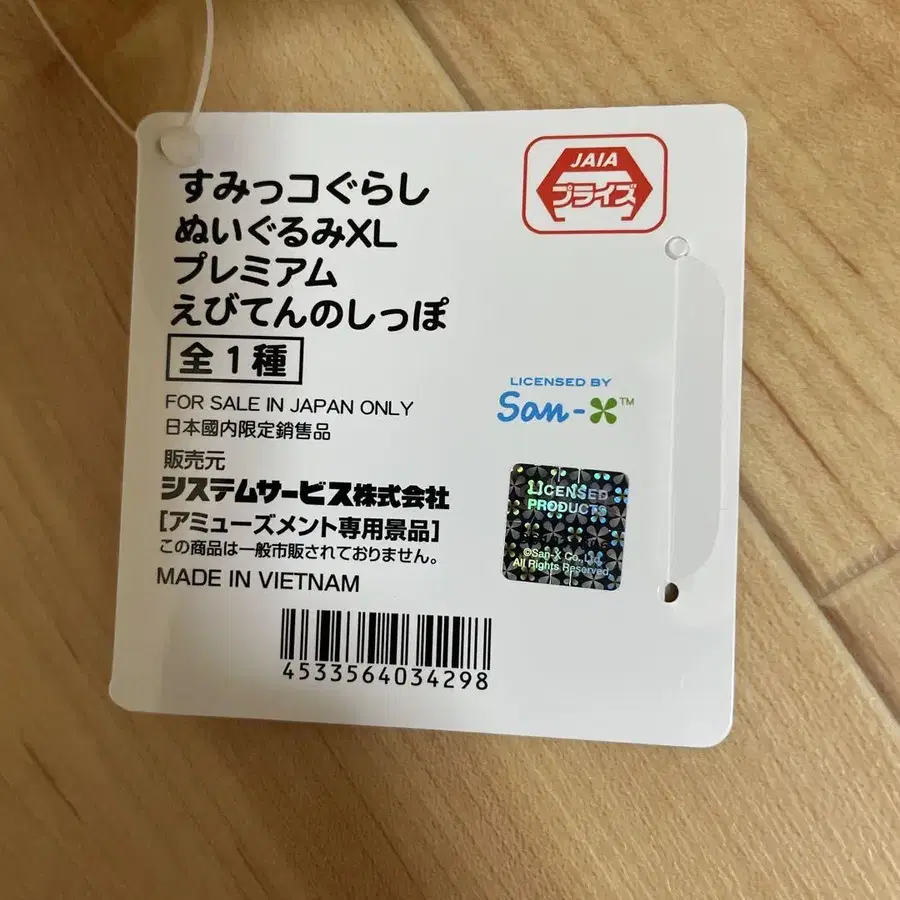 すみっコぐらし
ぬいぐるみXL
プレミアム
えびてんのしっぽ
全1種
JAIA
プライズ
FOR SALE IN JAPAN ONLY
日本國内限定銷售品
LICENSED BY
San-X™
販売元
システムサービス株式会社
[アミューズメント専用景品]
この商品は一般市販されておりません。
MADE IN VIETNAM
LICENSED
PRODUCTS
©San-X Co., Ltd.
All Rights Reserved.
4533564034298